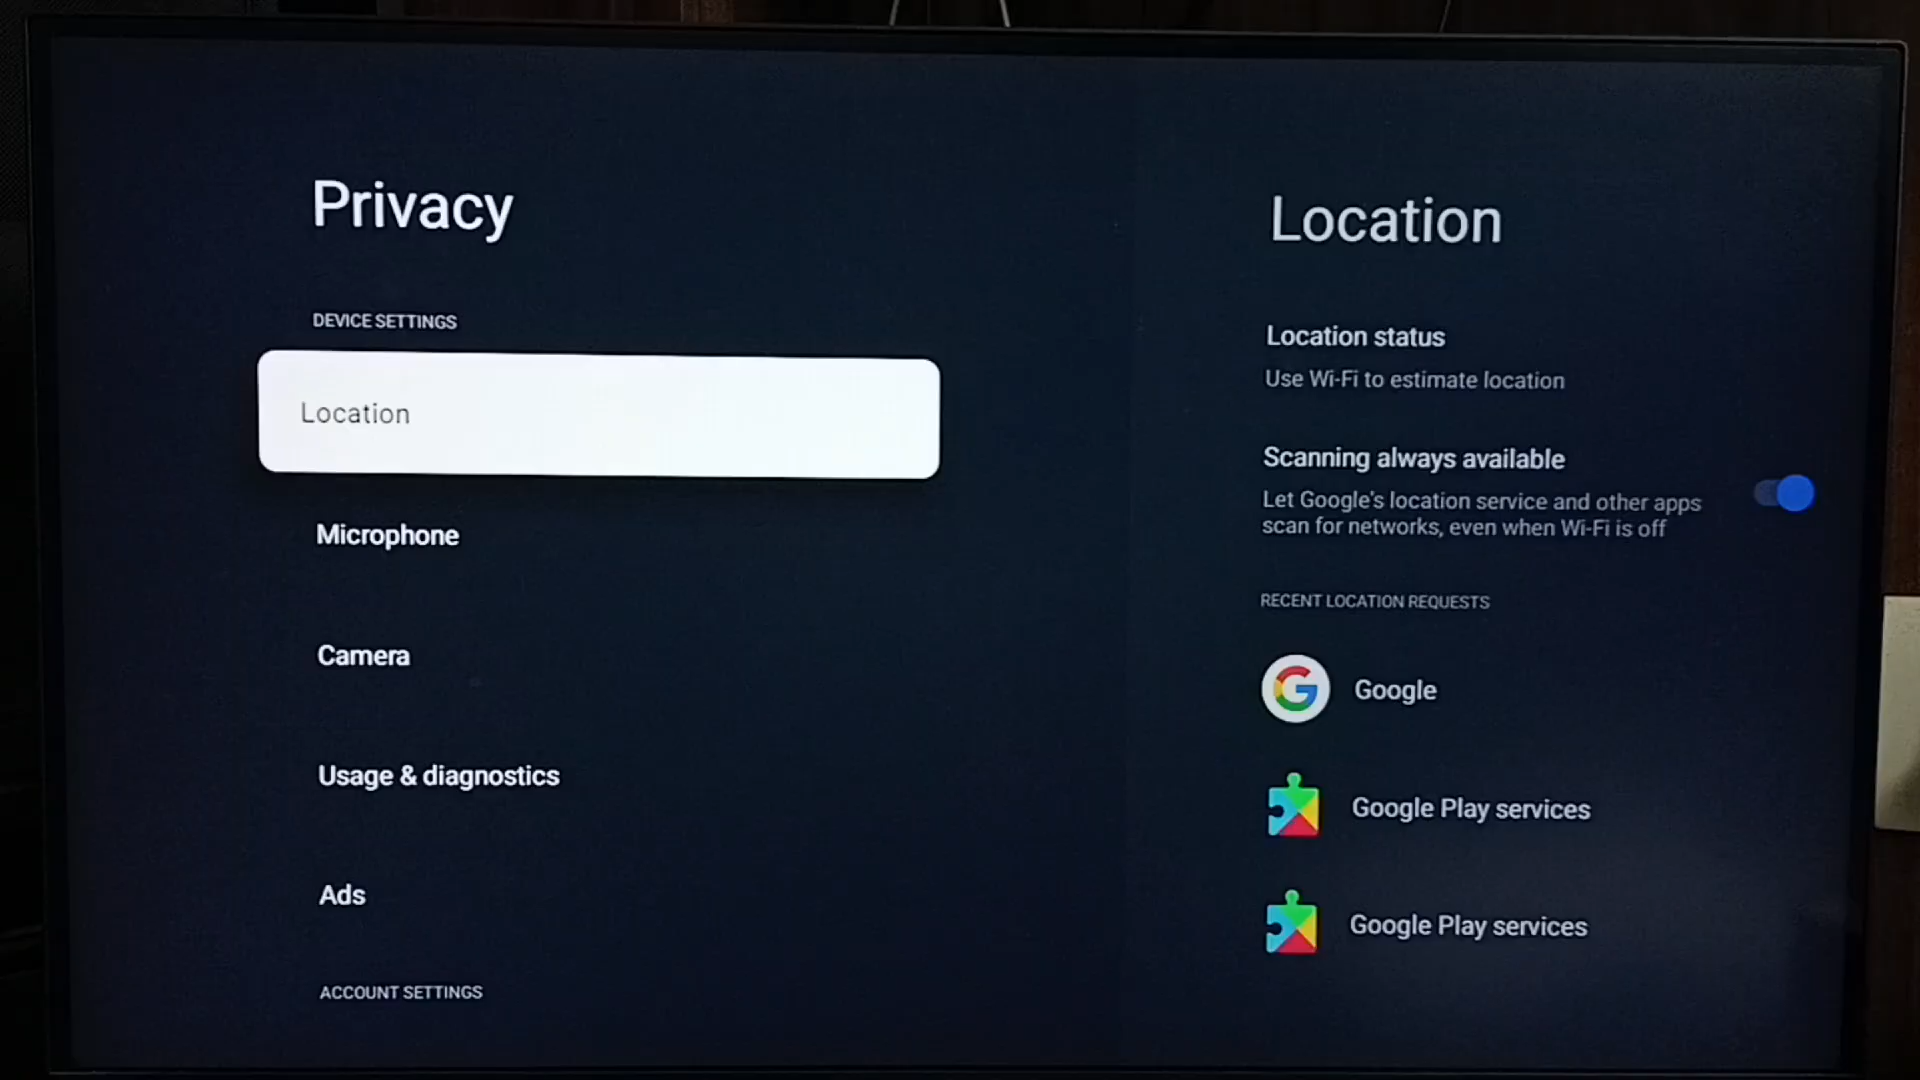 Privacy
DEVICE SETTINGS
Location
Microphone
Camera
Usage & diagnostics
Ads
ACCOUNT SETTINGS
Location
Location status
Use Wi-Fi to estimate location
Scanning always available
Let Google's location service and other apps
scan for networks, even when Wi-Fi is off
RECENT LOCATION REQUESTS
Google
Google Play services
Google Play services